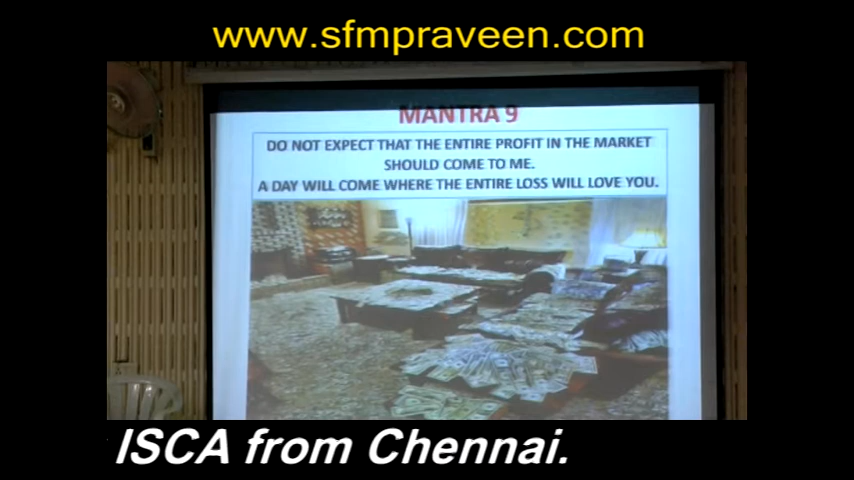 www.sfmpraveen.com
MANTRA 9
DO NOT EXPECT THAT THE ENTIRE PROFIT IN THE MARKET
SHOULD COME TO ME.
A DAY WILL COME WHERE THE ENTIRE LOSS WILL LOVE YOU.
ISCA from Chennai.